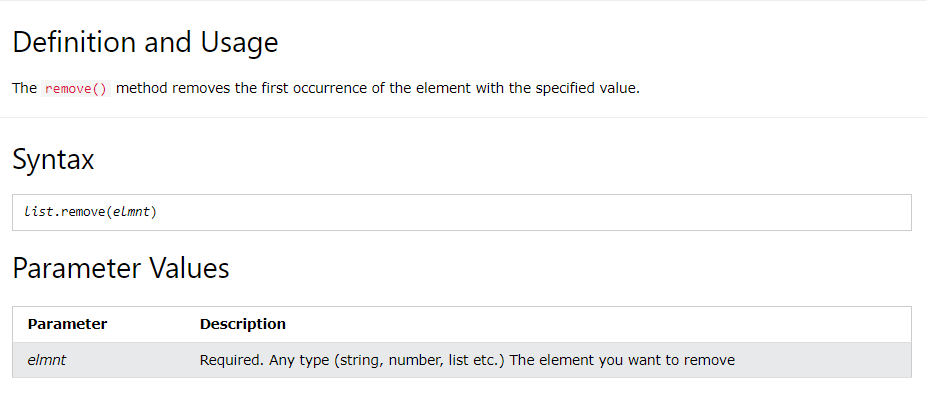 Definition and Usage
The remove() method removes the first occurrence of the element with the specified value.
Syntax
list.remove(elmnt)
Parameter Values
Parameter Description
elmnt Required. Any type (string, number, list etc.) The element you want to remove